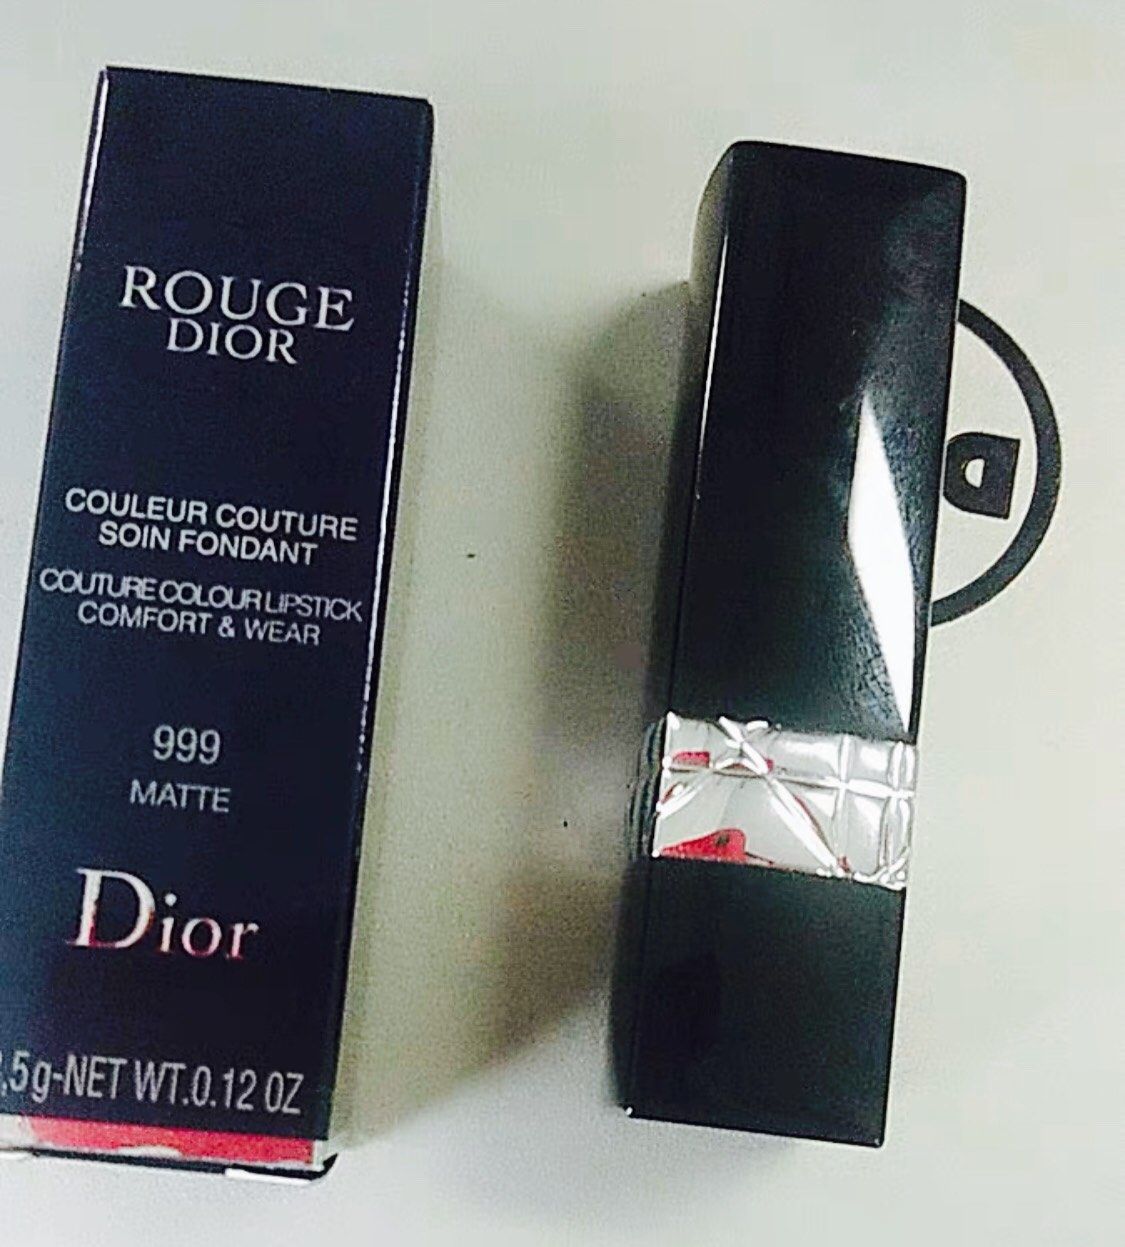 ROUGE
DIOR
COULEUR COUTURE
SOIN FONDANT
COUTURE COLOUR LIPSTICK
COMFORT & WEAR
999
MATTE
Dior
.5g-NET WT.0.12 OZ
D